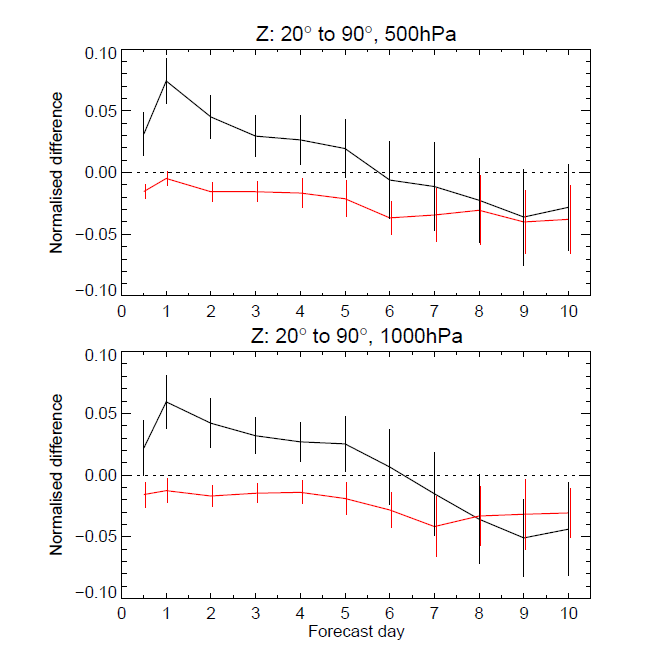 Z: 20° to 90°, 500hPa
0.10
0.05
0.00
−0.05
−0.10
Normalised difference
0 1 2 3 4 5 6 7 8 9 10
Z: 20° to 90°, 1000hPa
0.10
0.05
0.00
−0.05
−0.10
Normalised difference
0 1 2 3 4 5 6 7 8 9 10
Forecast day